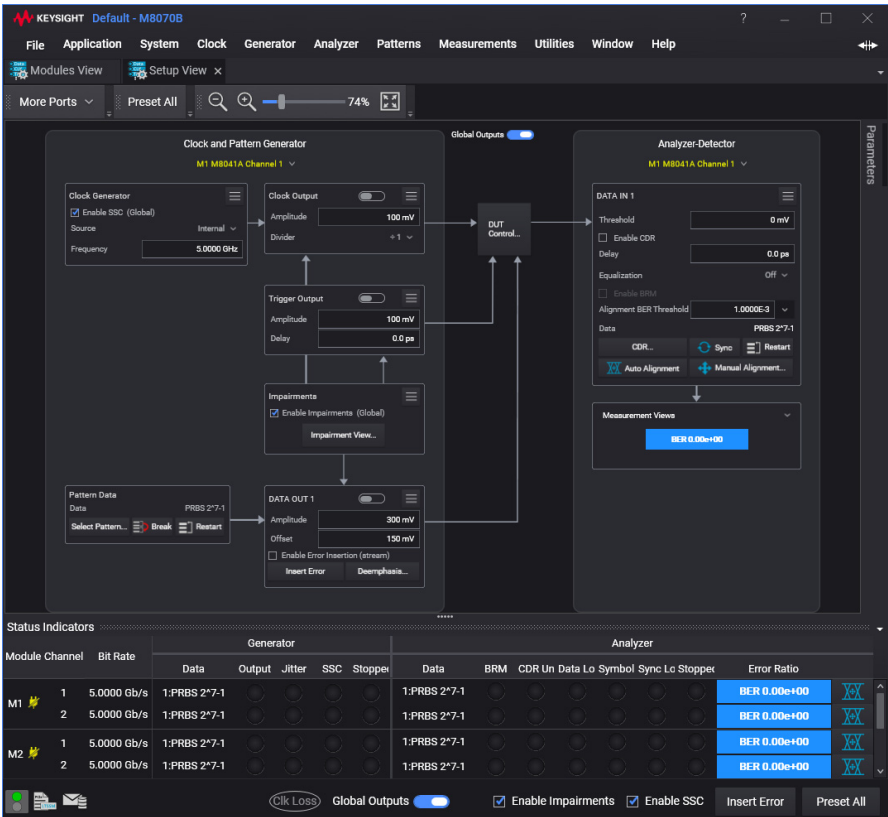 KEYSIGHT Default - M8070B
File Application System Clock Generator Analyzer Patterns Measurements Utilities Window Help
Modules View Setup View
More Ports Preset All 74%
Parameters
Global Outputs
Clock and Pattern Generator
M1 M8041A Channel 1
Clock Generator
Enable SSC (Global)
Source Internal
Frequency 5.0000 GHz
Clock Output
Amplitude 100 mV
Divider ÷1
Trigger Output
Amplitude 100 mV
Delay 0.0 ps
Impairments
Enable Impairments (Global)
Impairment View...
Pattern Data
Data PRBS 2^7-1
Select Pattern... Break Restart
DATA OUT 1
Amplitude 300 mV
Offset 150 mV
Enable Error Insertion (stream)
Insert Error Deemphasis...
DUT
Control...
Analyzer-Detector
M1 M8041A Channel 1
DATA IN 1
Threshold 0 mV
Enable CDR
Delay 0.0 ps
Equalization Off
Enable BRM
Alignment BER Threshold 1.0000E-3
Data PRBS 2^7-1
CDR... Sync Restart
Auto Alignment Manual Alignment...
Measurement Views
BER 0.00e+00
Status Indicators
Generator Analyzer
Module Channel Bit Rate Data Output Jitter SSC Stopped Data BRM CDR Un Data Lo Symbol Sync Lo Stopped Error Ratio
M1 1 5.0000 Gb/s 1:PRBS 2^7-1 1:PRBS 2^7-1 BER 0.00e+00
2 5.0000 Gb/s 1:PRBS 2^7-1 1:PRBS 2^7-1 BER 0.00e+00
M2 1 5.0000 Gb/s 1:PRBS 2^7-1 1:PRBS 2^7-1 BER 0.00e+00
2 5.0000 Gb/s 1:PRBS 2^7-1 1:PRBS 2^7-1 BER 0.00e+00
Clk Loss Global Outputs Enable Impairments Enable SSC Insert Error Preset All